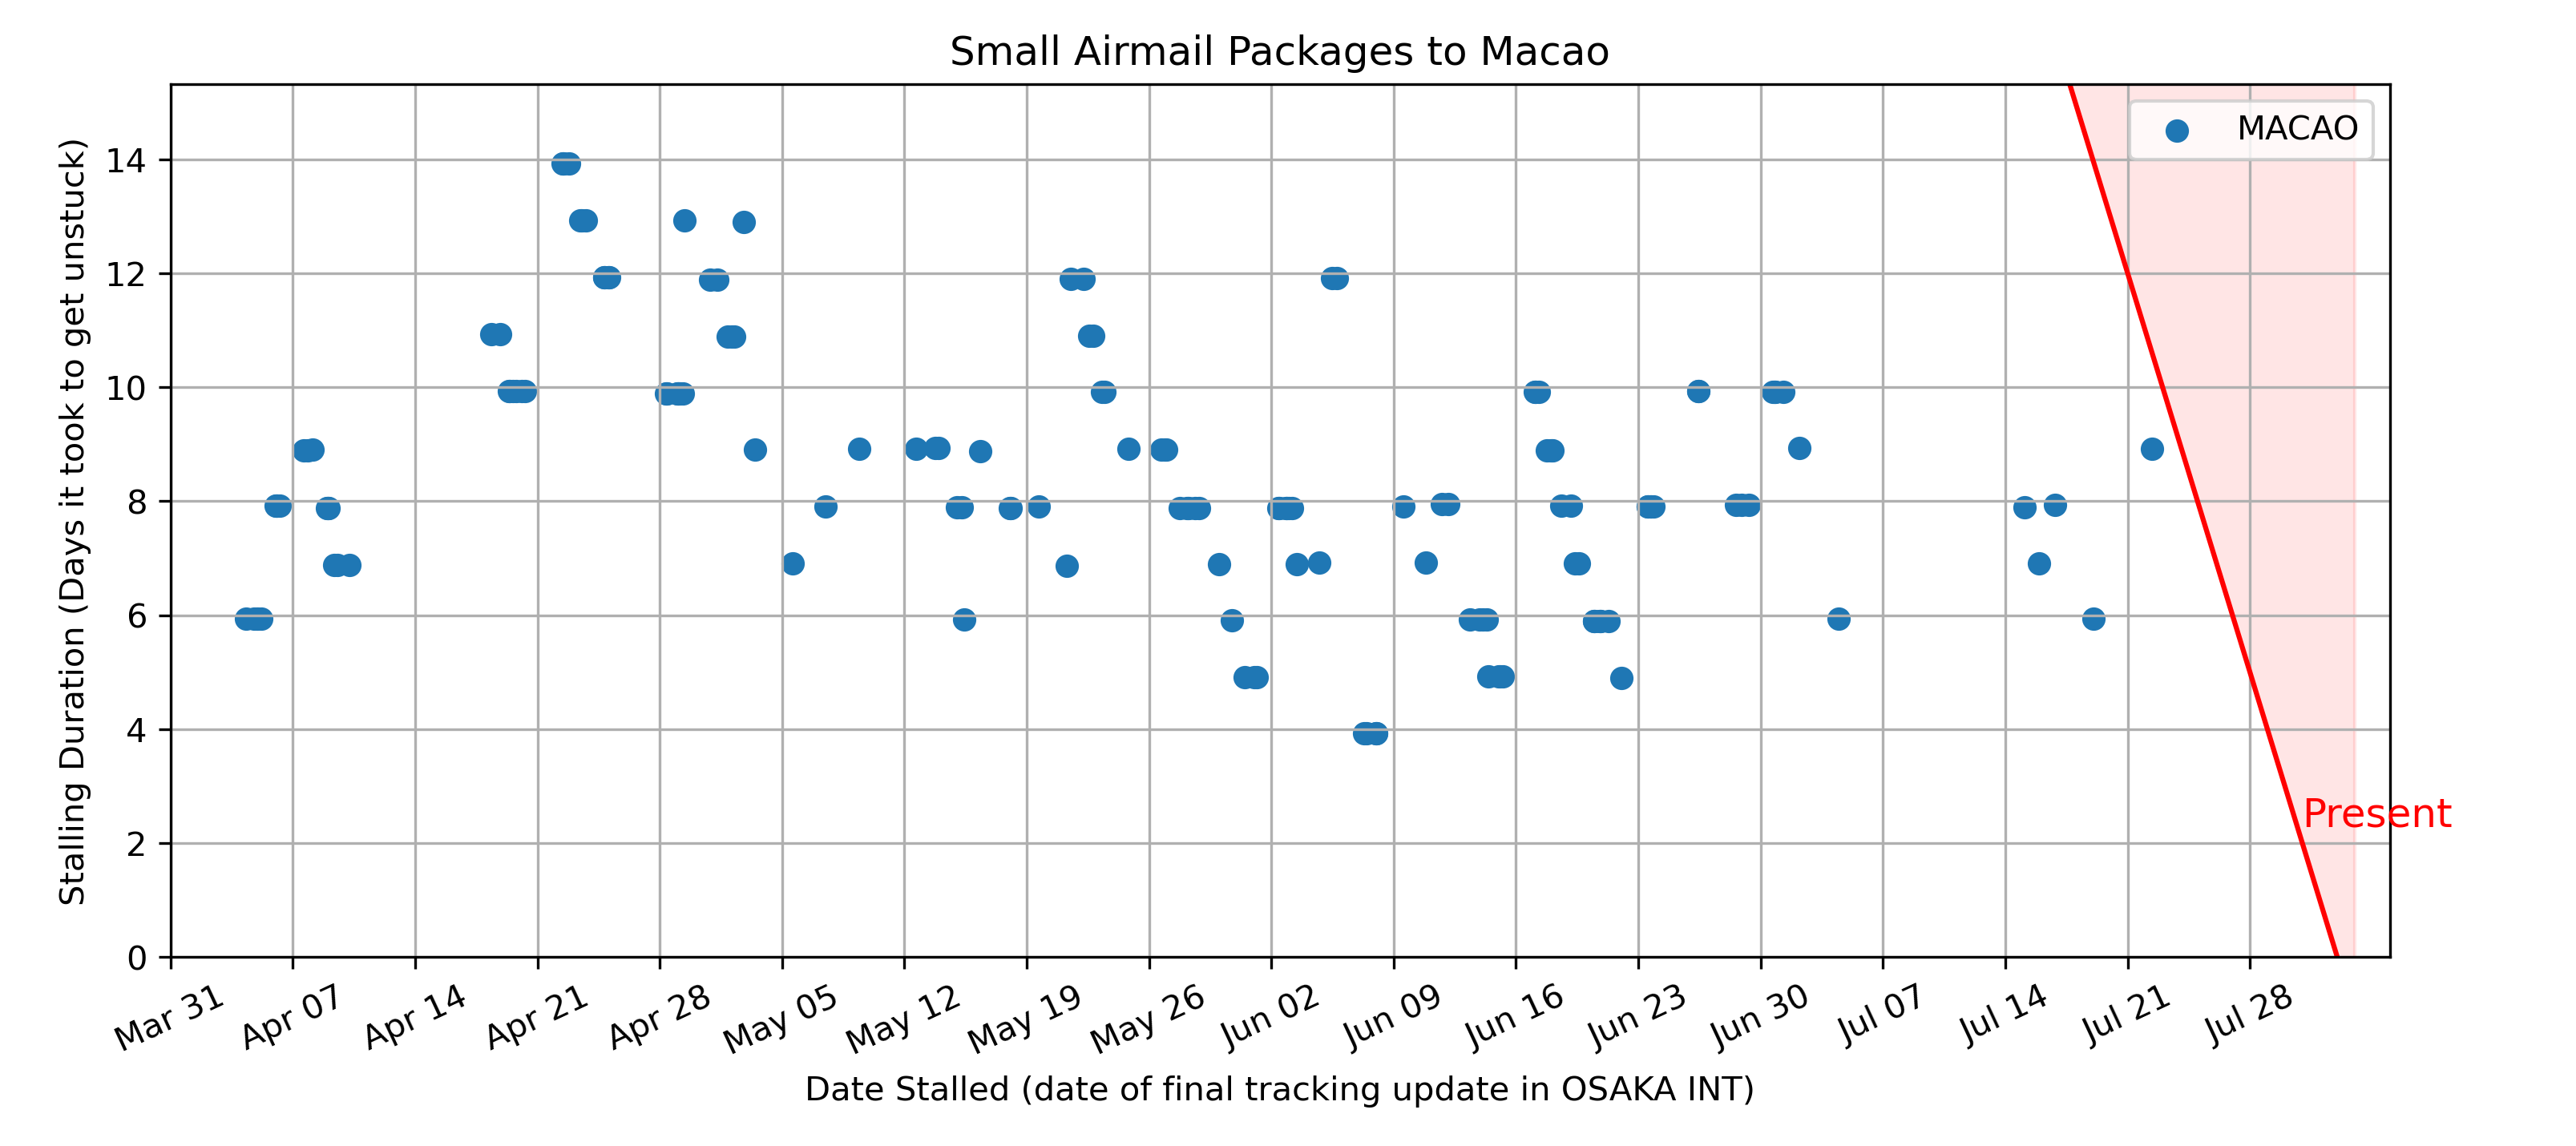 Small Airmail Packages to Macao
MACAO
Stalling Duration (Days it took to get unstuck)
14
12
10
8
6
4
2
0
Present
Mar 31
Apr 07
Apr 14
Apr 21
Apr 28
May 05
May 12
May 19
May 26
Jun 02
Jun 09
Jun 16
Jun 23
Jun 30
Jul 07
Jul 14
Jul 21
Jul 28
Date Stalled (date of final tracking update in OSAKA INT)